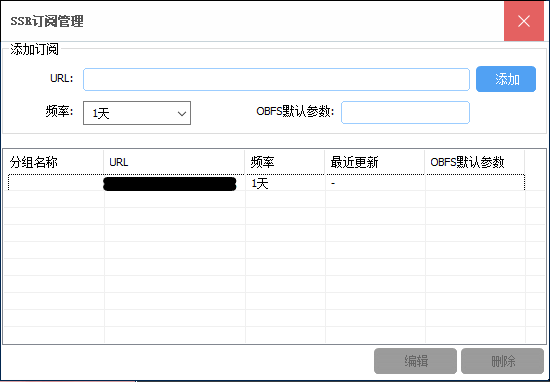 SSR订阅管理
添加订阅
URL:
添加
频率: 1天 OBFS默认参数:
分组名称 URL 频率 最近更新 OBFS默认参数
1天 -
编辑 删除